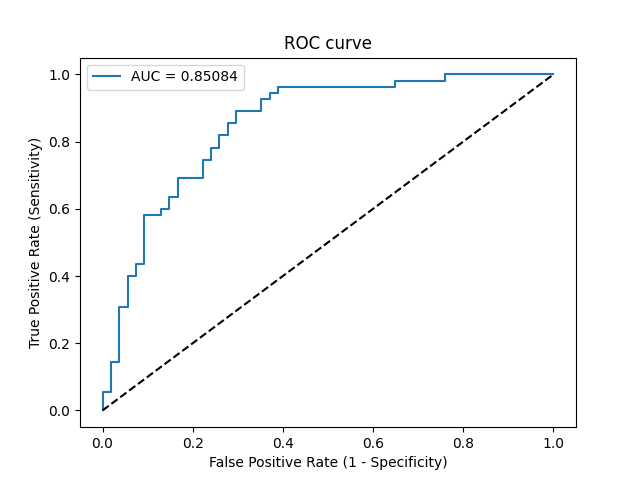 ROC curve
AUC = 0.85084
True Positive Rate (Sensitivity)
1.0
0.8
0.6
0.4
0.2
0.0
0.0 0.2 0.4 0.6 0.8 1.0
False Positive Rate (1 - Specificity)